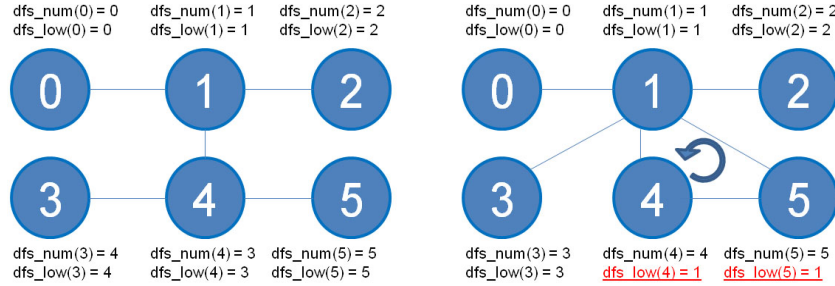 dfs_num(0) = 0 dfs_num(1) = 1 dfs_num(2) = 2 dfs_num(0) = 0 dfs_num(1) = 1 dfs_num(2) = 2
dfs_low(0) = 0 dfs_low(1) = 1 dfs_low(2) = 2 dfs_low(0) = 0 dfs_low(1) = 1 dfs_low(2) = 2
0 1 2 0 1 2
3 4 5 3 4 5
dfs_num(3) = 4 dfs_num(4) = 3 dfs_num(5) = 5 dfs_num(3) = 3 dfs_num(4) = 4 dfs_num(5) = 5
dfs_low(3) = 4 dfs_low(4) = 3 dfs_low(5) = 5 dfs_low(3) = 3 dfs_low(4) = 1 dfs_low(5) = 1